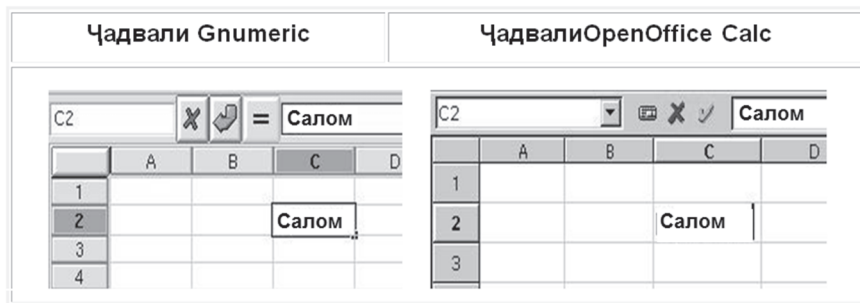 Ҷадвали Gnumeric
ҶадвалиOpenOffice Calc
C2 = Салом
A B C D
1
2 Салом
3
4
C2 Салом
A B C D
1
2 Салом
3